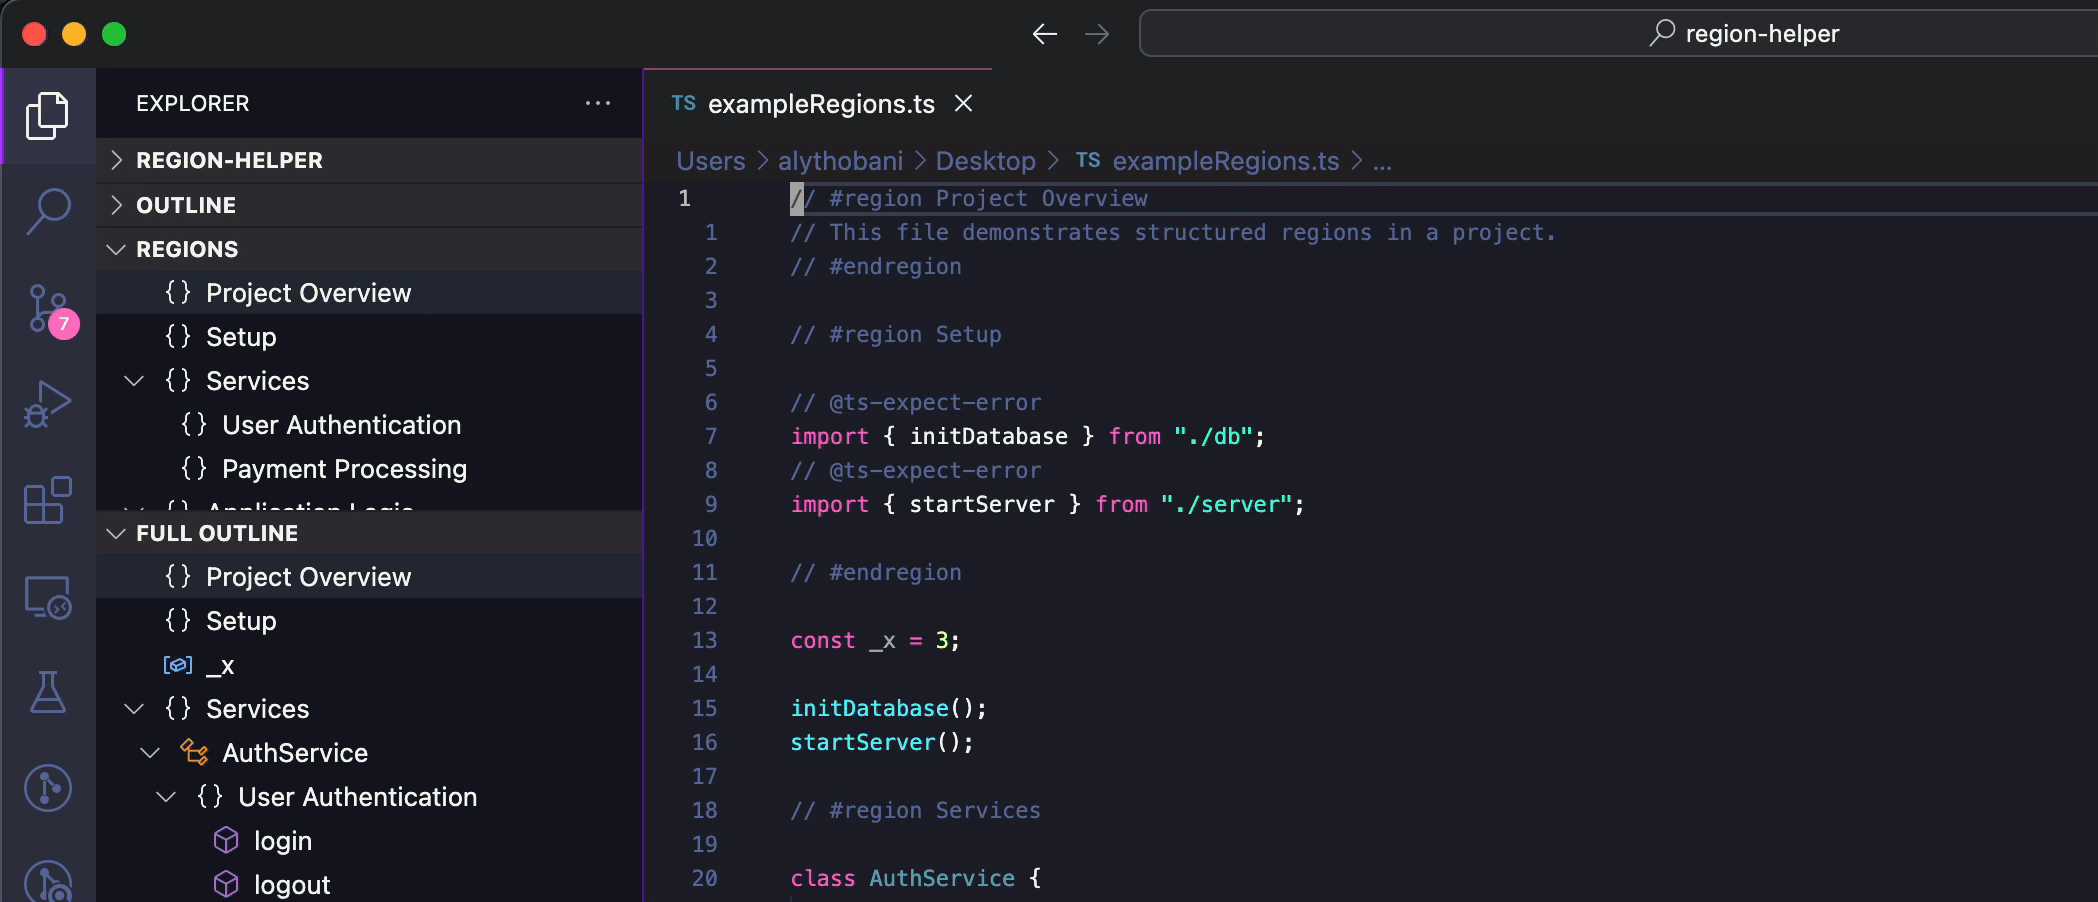 region-helper
EXPLORER
REGION-HELPER
OUTLINE
REGIONS
{} Project Overview
{} Setup
{} Services
{} User Authentication
{} Payment Processing
{} Application Logic
FULL OUTLINE
{} Project Overview
{} Setup
_x
{} Services
AuthService
{} User Authentication
login
logout
7
TS exampleRegions.ts
Users > alythobani > Desktop > TS exampleRegions.ts > ...
1 // #region Project Overview
1 // This file demonstrates structured regions in a project.
2 // #endregion
3
4 // #region Setup
5
6 // @ts-expect-error
7 import { initDatabase } from "./db";
8 // @ts-expect-error
9 import { startServer } from "./server";
10
11 // #endregion
12
13 const _x = 3;
14
15 initDatabase();
16 startServer();
17
18 // #region Services
19
20 class AuthService {